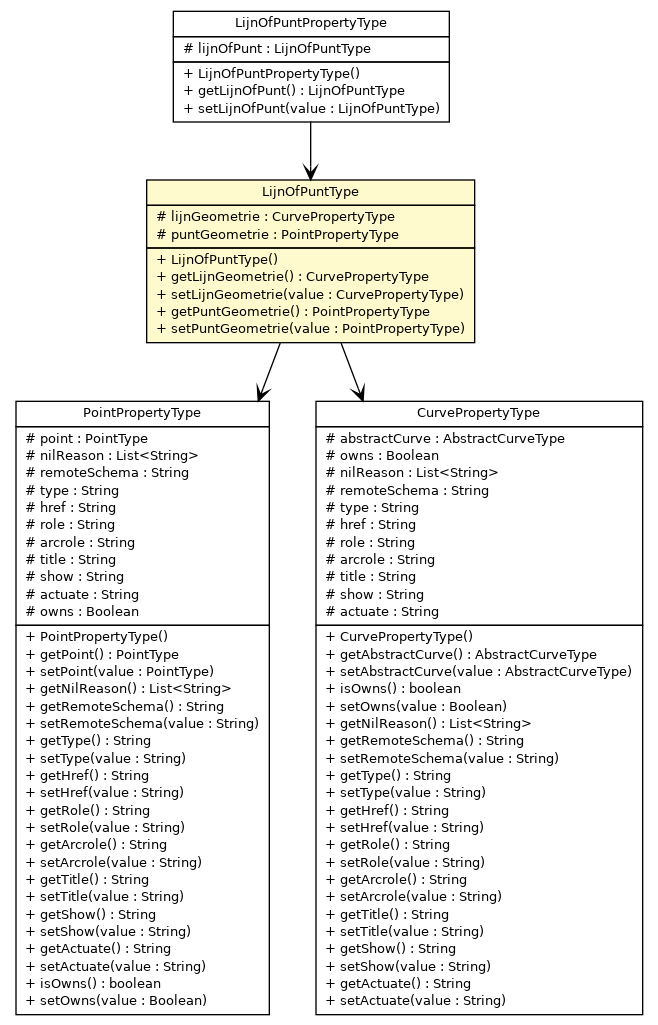 LijnOfPuntPropertyType
# lijnOfPunt : LijnOfPuntType
+ LijnOfPuntPropertyType()
+ getLijnOfPunt() : LijnOfPuntType
+ setLijnOfPunt(value : LijnOfPuntType)
LijnOfPuntType
# lijnGeometrie : CurvePropertyType
# puntGeometrie : PointPropertyType
+ LijnOfPuntType()
+ getLijnGeometrie() : CurvePropertyType
+ setLijnGeometrie(value : CurvePropertyType)
+ getPuntGeometrie() : PointPropertyType
+ setPuntGeometrie(value : PointPropertyType)
PointPropertyType
# point : PointType
# nilReason : List<String>
# remoteSchema : String
# type : String
# href : String
# role : String
# arcrole : String
# title : String
# show : String
# actuate : String
# owns : Boolean
+ PointPropertyType()
+ getPoint() : PointType
+ setPoint(value : PointType)
+ getNilReason() : List<String>
+ getRemoteSchema() : String
+ setRemoteSchema(value : String)
+ getType() : String
+ setType(value : String)
+ getHref() : String
+ setHref(value : String)
+ getRole() : String
+ setRole(value : String)
+ getArcrole() : String
+ setArcrole(value : String)
+ getTitle() : String
+ setTitle(value : String)
+ getShow() : String
+ setShow(value : String)
+ getActuate() : String
+ setActuate(value : String)
+ isOwns() : boolean
+ setOwns(value : Boolean)
CurvePropertyType
# abstractCurve : AbstractCurveType
# owns : Boolean
# nilReason : List<String>
# remoteSchema : String
# type : String
# href : String
# role : String
# arcrole : String
# title : String
# show : String
# actuate : String
+ CurvePropertyType()
+ getAbstractCurve() : AbstractCurveType
+ setAbstractCurve(value : AbstractCurveType)
+ isOwns() : boolean
+ setOwns(value : Boolean)
+ getNilReason() : List<String>
+ getRemoteSchema() : String
+ setRemoteSchema(value : String)
+ getType() : String
+ setType(value : String)
+ getHref() : String
+ setHref(value : String)
+ getRole() : String
+ setRole(value : String)
+ getArcrole() : String
+ setArcrole(value : String)
+ getTitle() : String
+ setTitle(value : String)
+ getShow() : String
+ setShow(value : String)
+ getActuate() : String
+ setActuate(value : String)